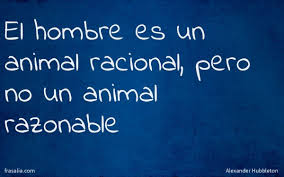 El hombre es un
animal racional, pero
no un animal
razonable
frasalia.com
Alexander Hubbleton